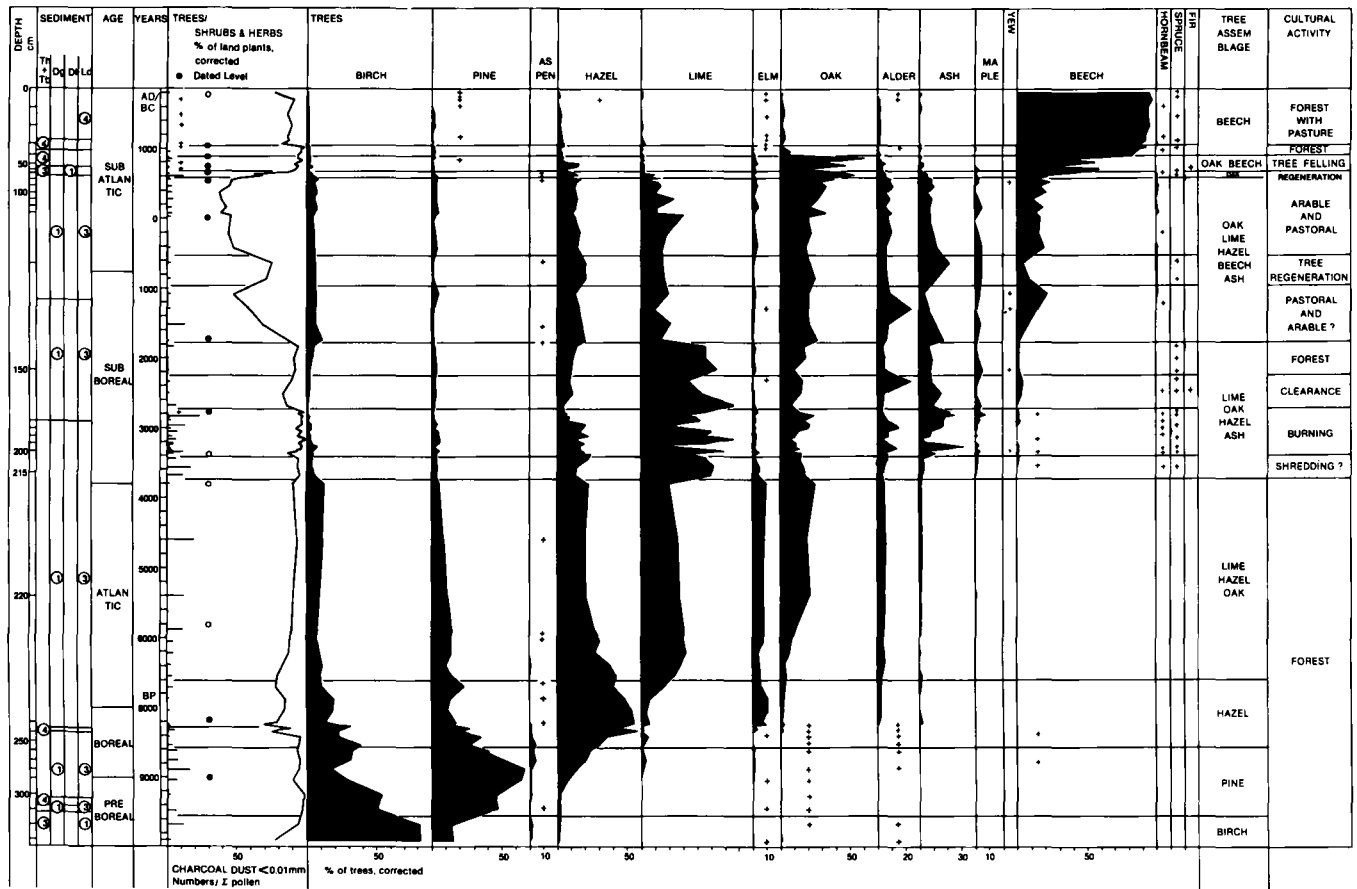 DEPTH cm
SEDIMENT
Th + Tb
Dg
Dl
Ld
AGE
YEARS
TREES/
SHRUBS & HERBS
% of land plants,
corrected
● Dated Level
TREES
BIRCH
PINE
AS PEN
HAZEL
LIME
ELM
OAK
ALDER
ASH
MA PLE
YEW
BEECH
HORNBEAM
SPRUCE
FIR
TREE ASSEM BLAGE
CULTURAL ACTIVITY
0
50
100
150
200
215
220
250
300
SUB ATLAN TIC
SUB BOREAL
ATLAN TIC
BOREAL
PRE BOREAL
AD/ BC
1000
0
1000
2000
3000
4000
5000
6000
BP
8000
9000
BEECH
OAK BEECH
OAK
OAK LIME HAZEL BEECH ASH
LIME OAK HAZEL ASH
LIME HAZEL OAK
HAZEL
PINE
BIRCH
FOREST WITH PASTURE
FOREST
TREE FELLING
REGENERATION
ARABLE AND PASTORAL
TREE REGENERATION
PASTORAL AND ARABLE ?
FOREST
CLEARANCE
BURNING
SHREDDING ?
FOREST
50 50 50 10 50 10 50 20 30 10 50
CHARCOAL DUST <0.01mm
Numbers/ Σ pollen
% of trees, corrected